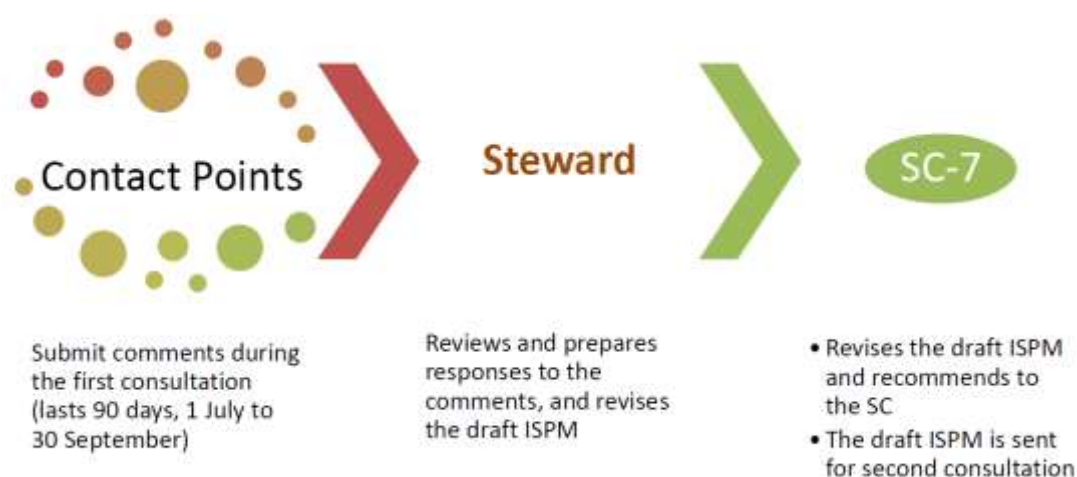 Contact Points
Steward
SC-7
Submit comments during
the first consultation
(lasts 90 days, 1 July to
30 September)
Reviews and prepares
responses to the
comments, and revises
the draft ISPM
• Revises the draft ISPM
and recommends to
the SC
• The draft ISPM is sent
for second consultation